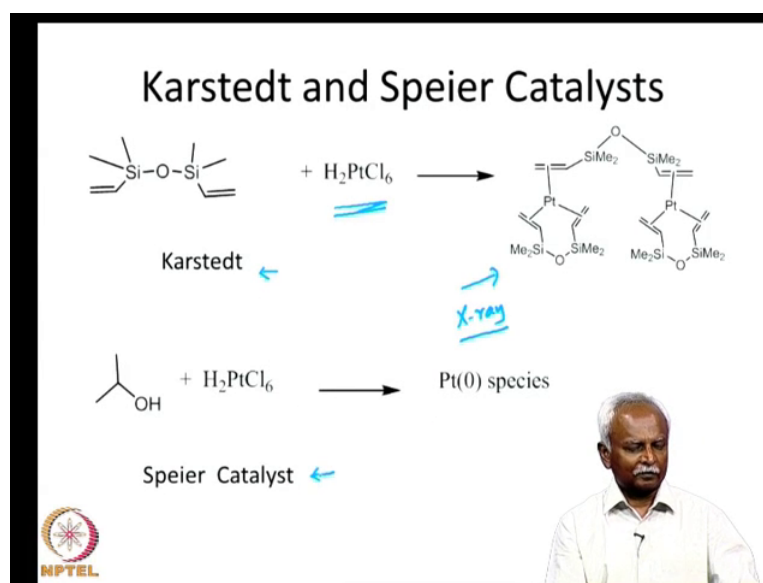 Karstedt and Speier Catalysts
Si-O-Si
+ H2PtCl6
O
SiMe2
SiMe2
Pt
Pt
Me2Si
O
SiMe2
Me2Si
O
SiMe2
Karstedt
X-ray
OH
+ H2PtCl6
Pt(0) species
Speier Catalyst
NPTEL